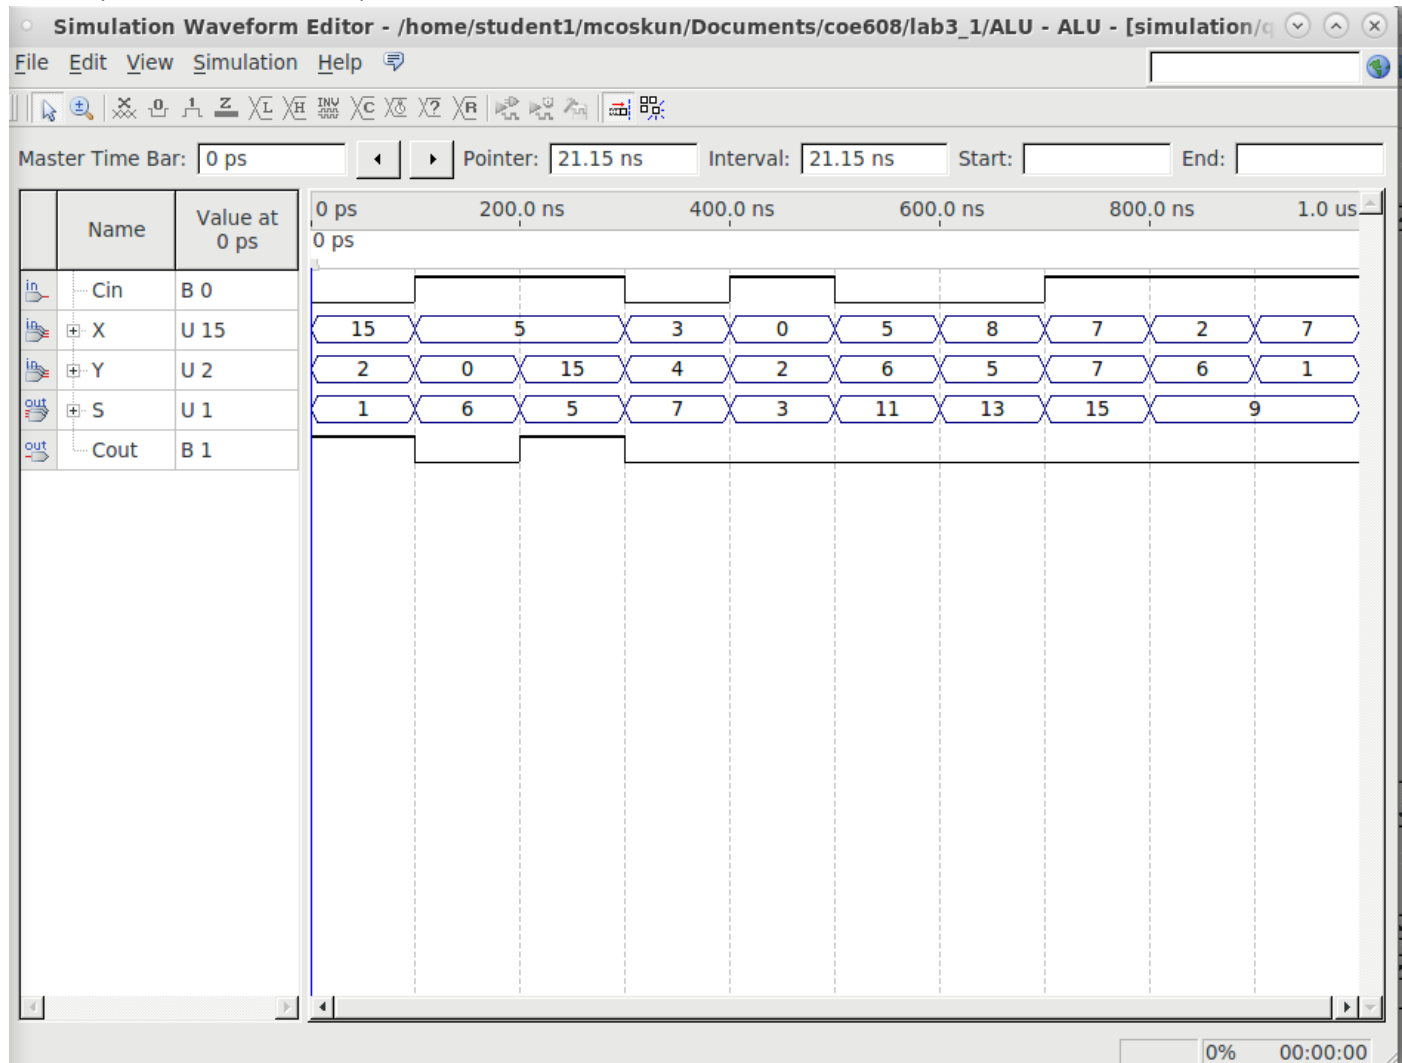 Simulation Waveform Editor - /home/student1/mcoskun/Documents/coe608/lab3_1/ALU - ALU - [simulation/
File Edit View Simulation Help
Master Time Bar: 0 ps Pointer: 21.15 ns Interval: 21.15 ns Start: End:
Name Value at 0 ps
0 ps 200.0 ns 400.0 ns 600.0 ns 800.0 ns 1.0 us
0 ps
Cin B 0
X U 15 15 5 3 0 5 8 7 2 7
Y U 2 2 0 15 4 2 6 5 7 6 1
S U 1 1 6 5 7 3 11 13 15 9
Cout B 1
0% 00:00:00